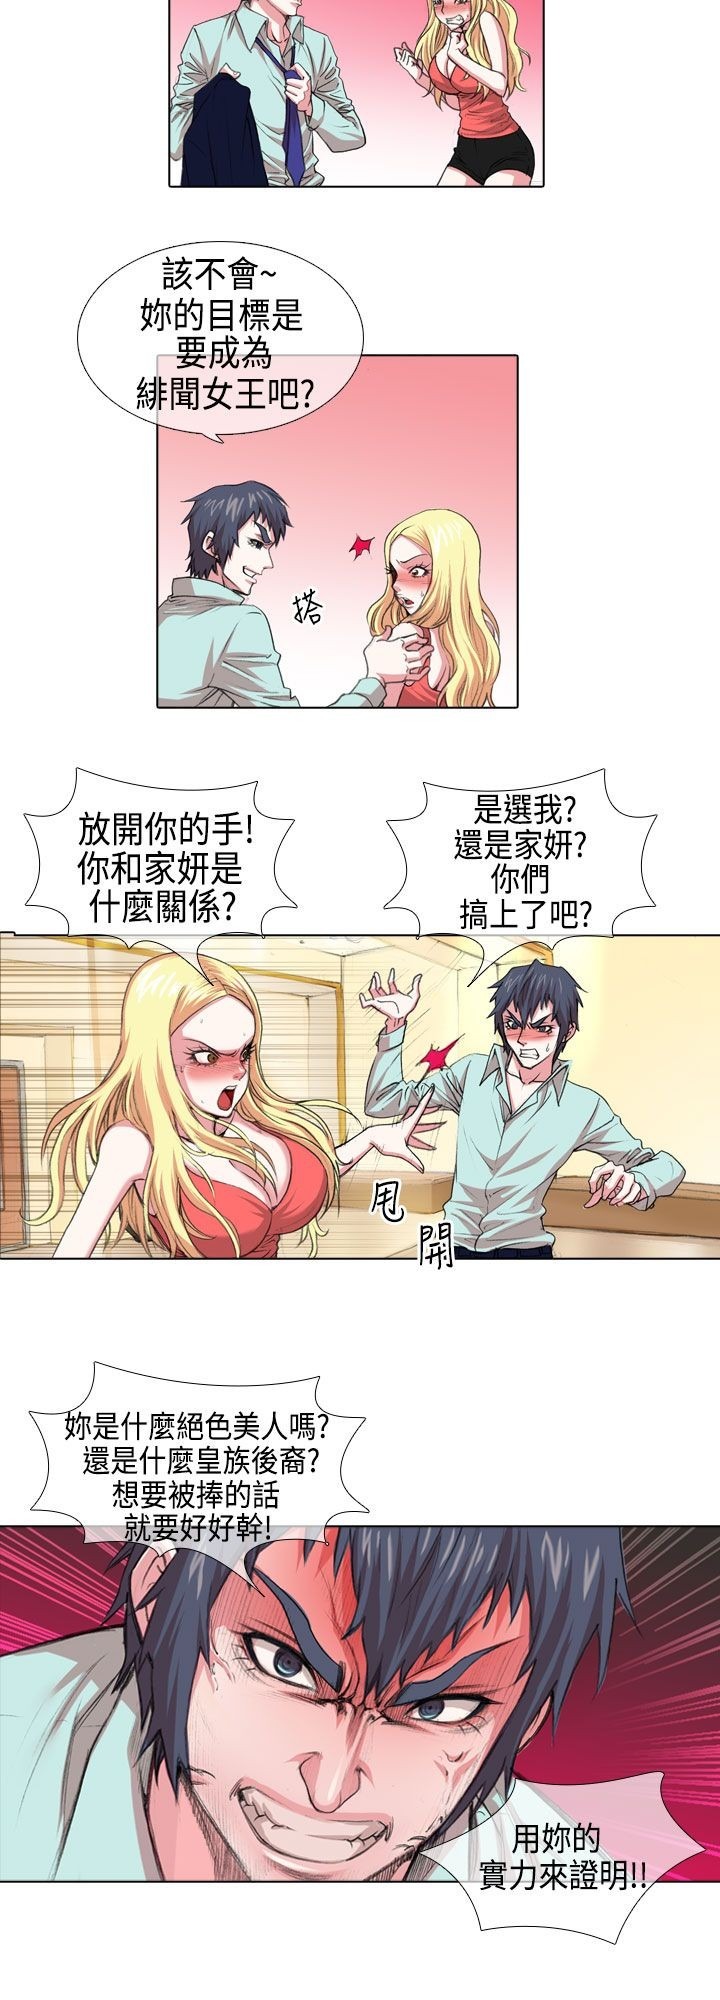 該不會~
妳的目標是
要成為
緋聞女王吧?
搭
放開你的手!
你和家妍是
什麼關係?
是選我?
還是家妍?
你們
搞上了吧?
甩
開
妳是什麼絕色美人嗎?
還是什麼皇族後裔?
想要被捧的話
就要好好幹!
用妳的
實力來證明!!